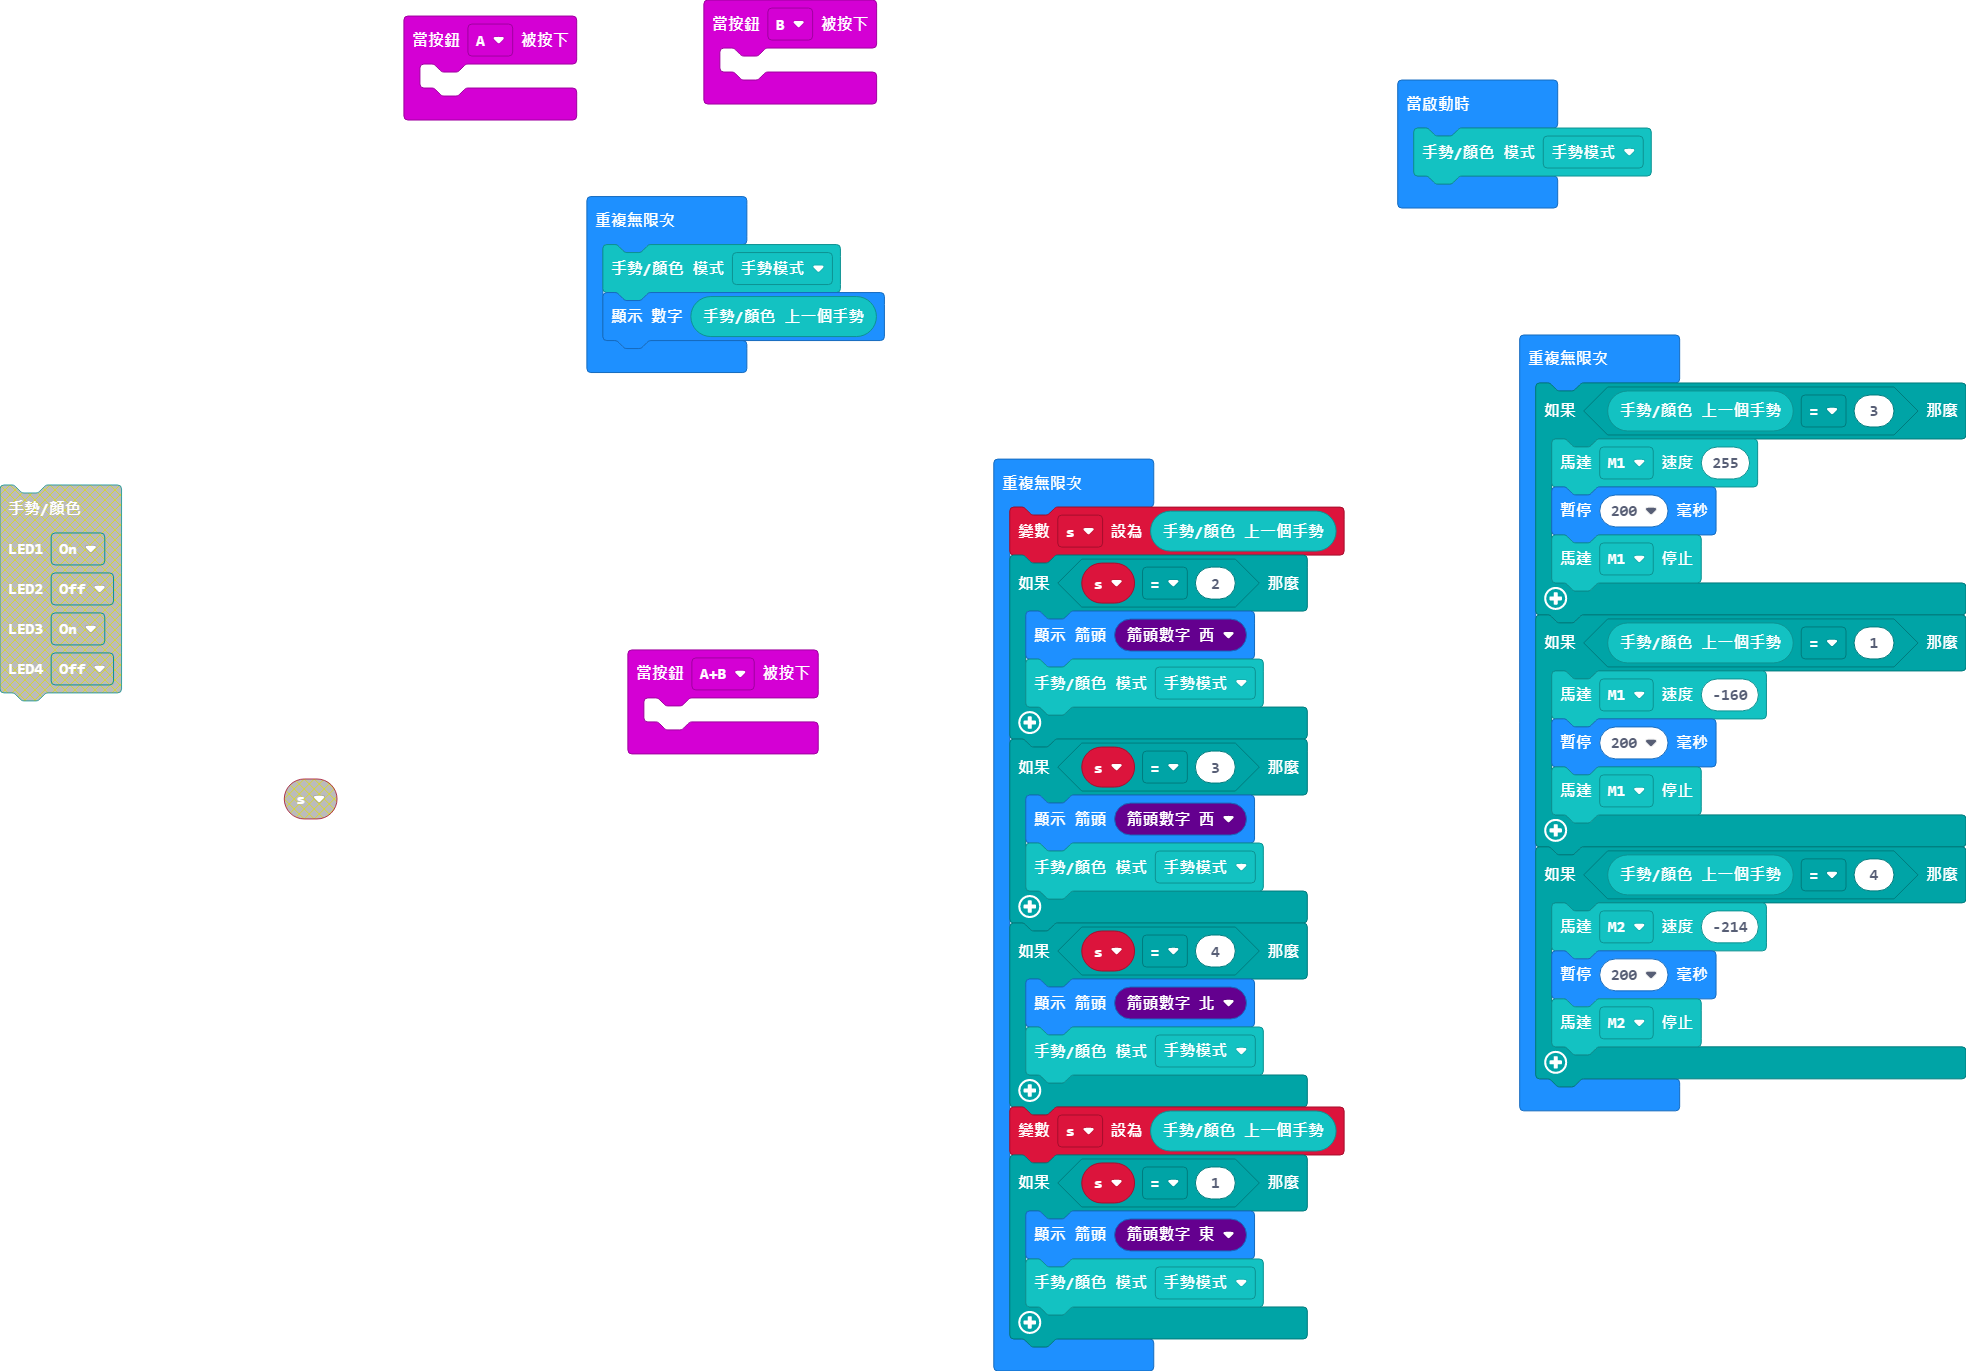 當按鈕 A 被按下
當按鈕 B 被按下
當啟動時
手勢/顏色 模式 手勢模式
重複無限次
手勢/顏色 模式 手勢模式
顯示 數字 手勢/顏色 上一個手勢
手勢/顏色
LED1 On
LED2 Off
LED3 On
LED4 Off
s
當按鈕 A+B 被按下
重複無限次
變數 s 設為 手勢/顏色 上一個手勢
如果 s = 2 那麼
顯示 箭頭 箭頭數字 西
手勢/顏色 模式 手勢模式
如果 s = 3 那麼
顯示 箭頭 箭頭數字 西
手勢/顏色 模式 手勢模式
如果 s = 4 那麼
顯示 箭頭 箭頭數字 北
手勢/顏色 模式 手勢模式
變數 s 設為 手勢/顏色 上一個手勢
如果 s = 1 那麼
顯示 箭頭 箭頭數字 東
手勢/顏色 模式 手勢模式
重複無限次
如果 手勢/顏色 上一個手勢 = 3 那麼
馬達 M1 速度 255
暫停 200 毫秒
馬達 M1 停止
如果 手勢/顏色 上一個手勢 = 1 那麼
馬達 M1 速度 -160
暫停 200 毫秒
馬達 M1 停止
如果 手勢/顏色 上一個手勢 = 4 那麼
馬達 M2 速度 -214
暫停 200 毫秒
馬達 M2 停止